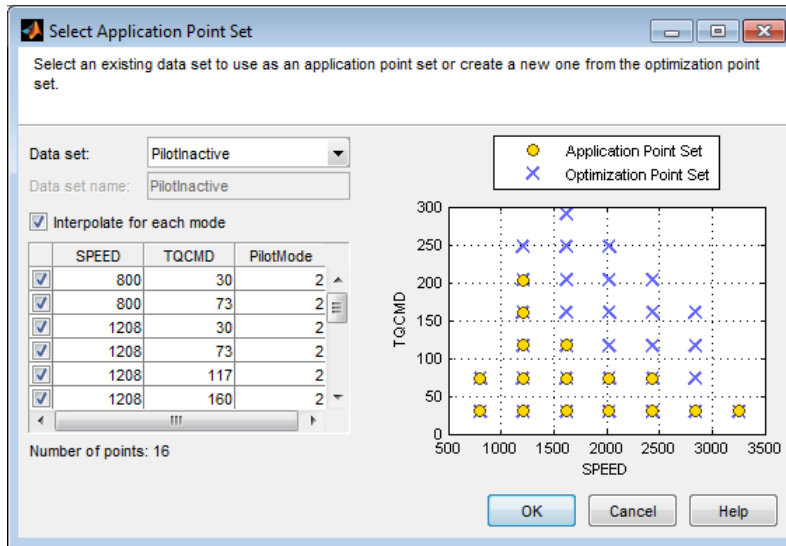 Select Application Point Set
Select an existing data set to use as an application point set or create a new one from the optimization point
set.
Data set: PilotInactive
Data set name: PilotInactive
Interpolate for each mode
SPEED TQCMD PilotMode
800 30 2
800 73 2
1208 30 2
1208 73 2
1208 117 2
1208 160 2
Number of points: 16
Application Point Set
Optimization Point Set
300
250
200
150
100
50
0
TQCMD
500 1000 1500 2000 2500 3000 3500
SPEED
OK Cancel Help